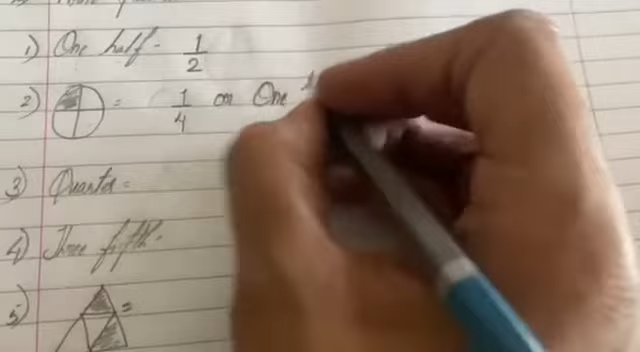 1) One half - 1/2
2) = 1/4 or One
3) Quarter =
4) Three fifth -
5) =